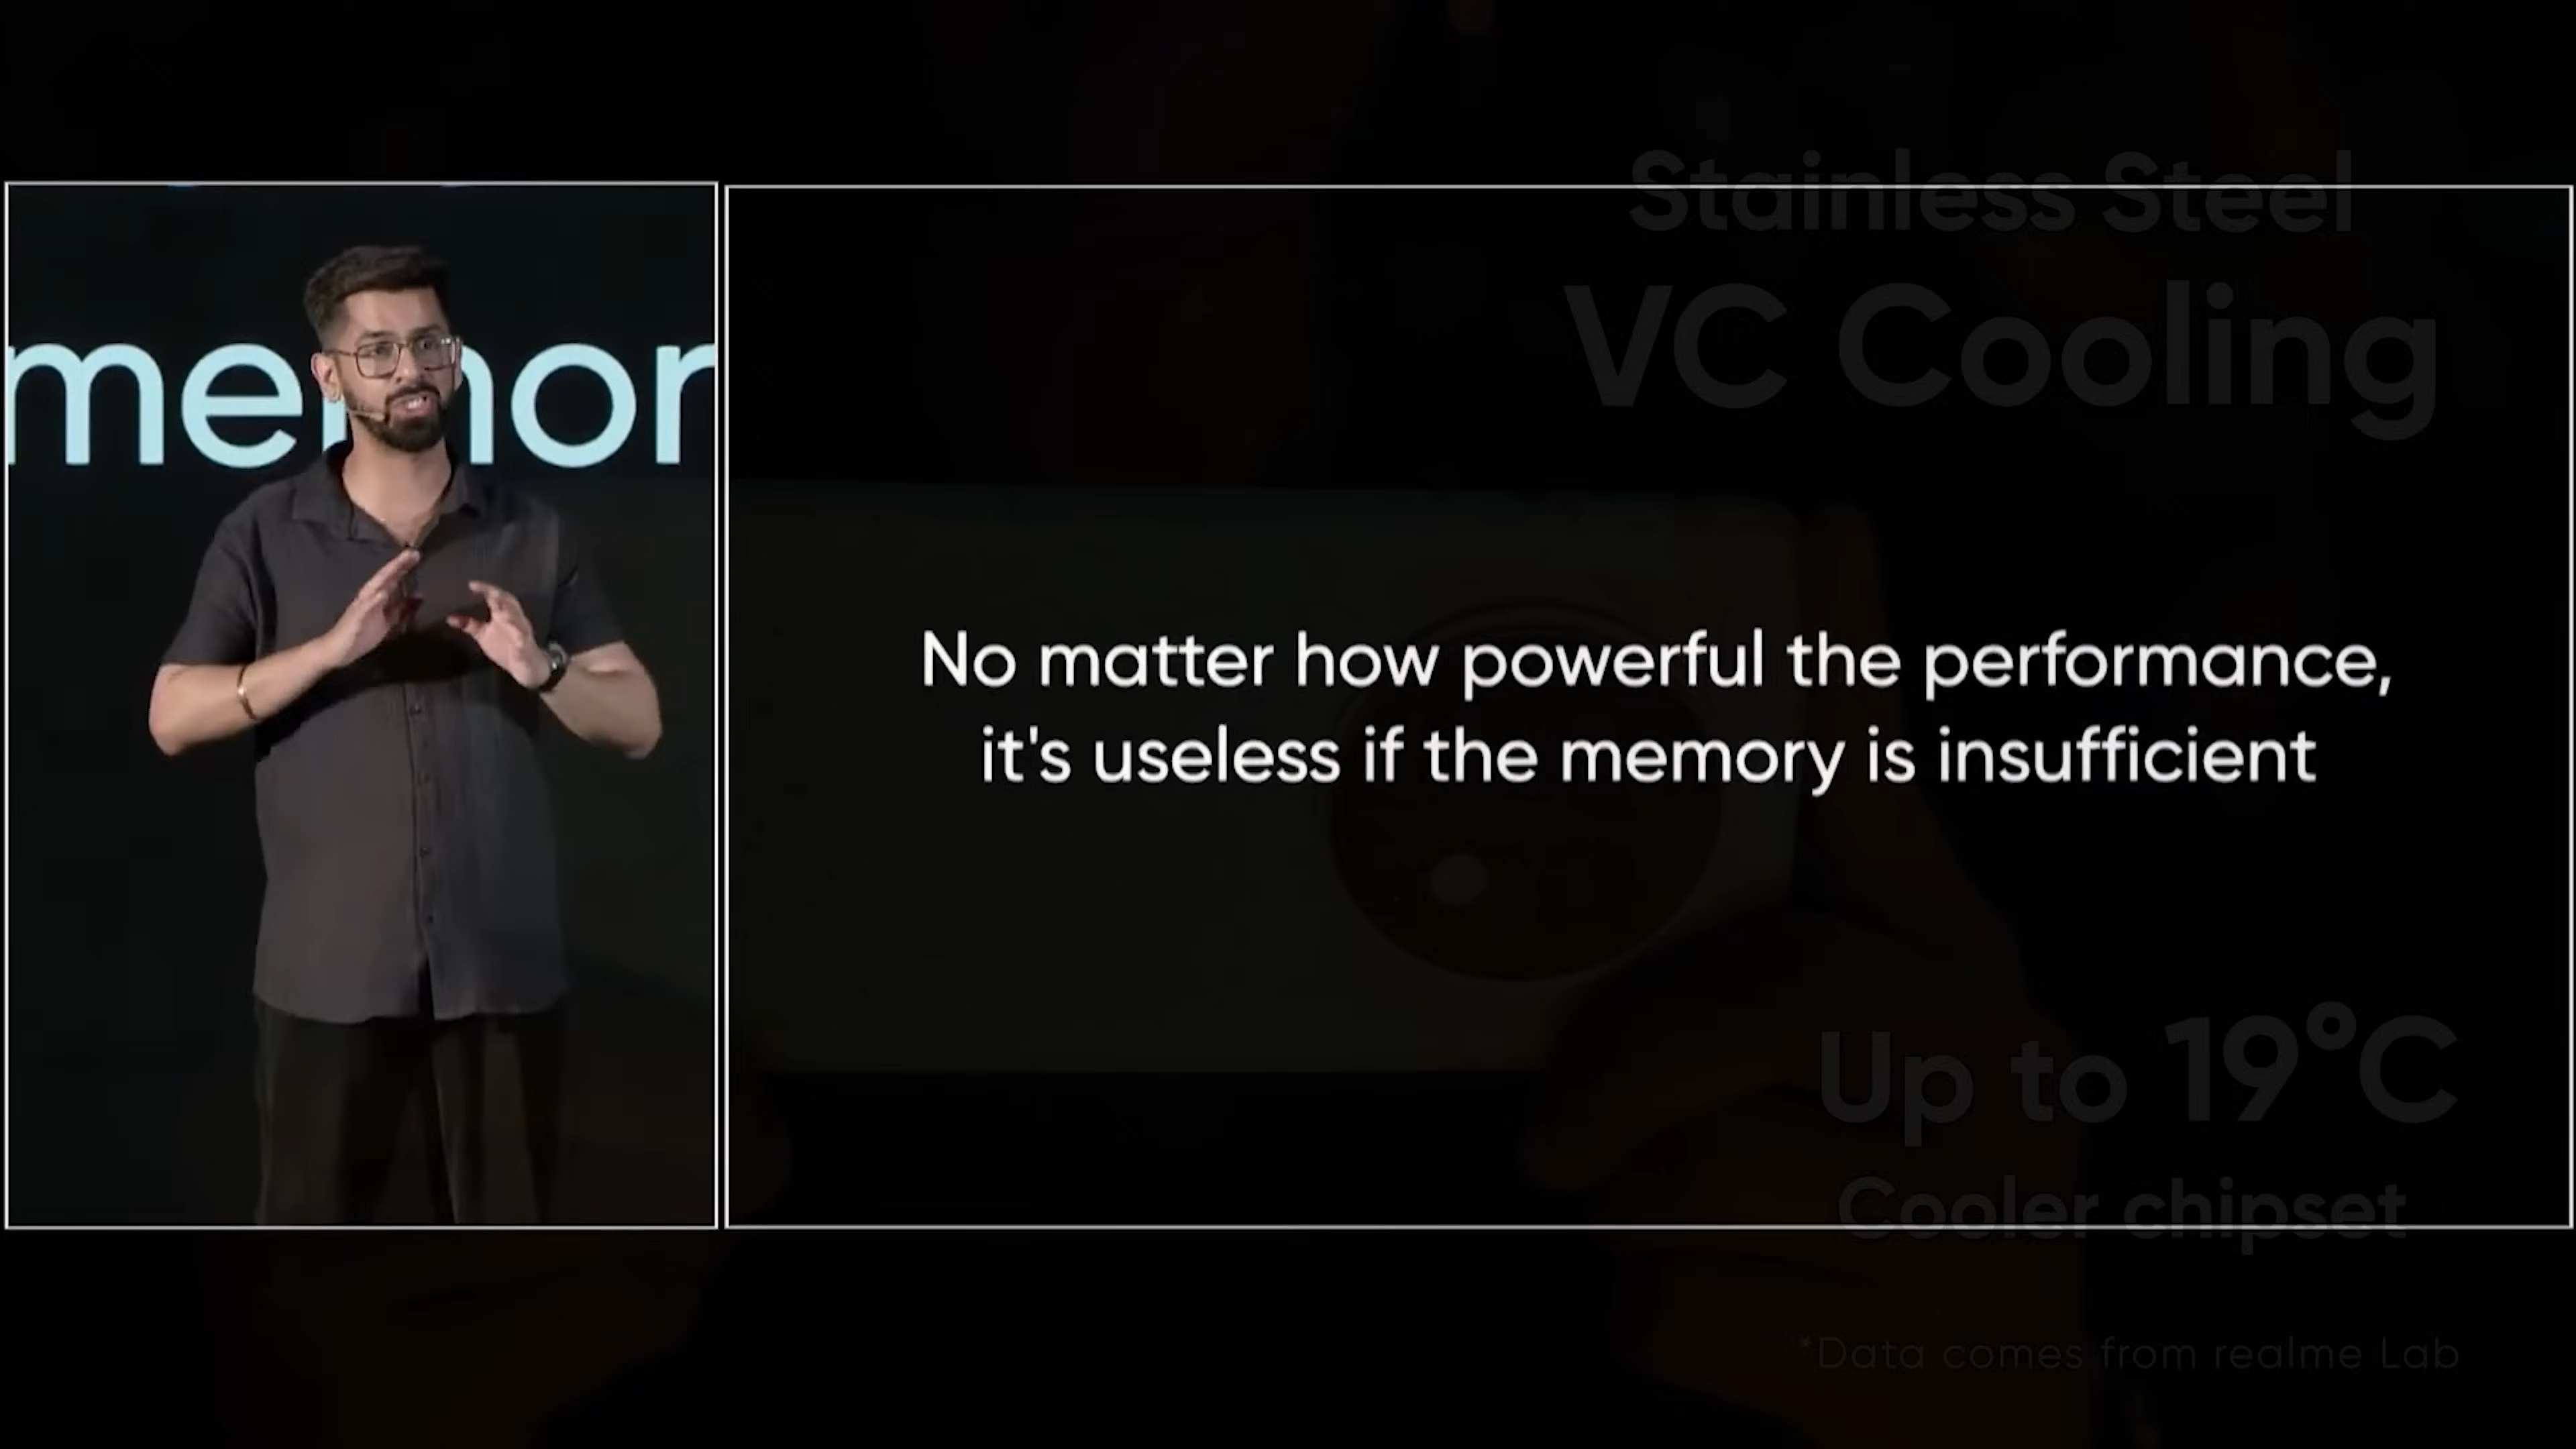 Stainless Steel
VC Cooling
No matter how powerful the performance,
it's useless if the memory is insufficient
Up to 19°C
Cooler chipset
*Data comes from realme Lab